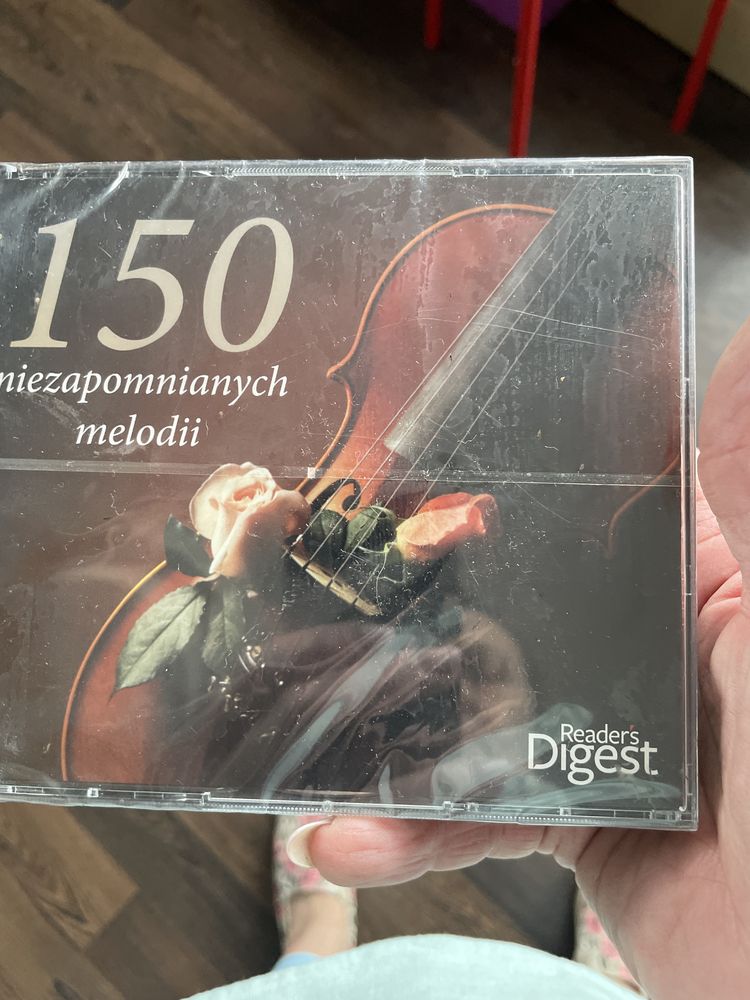 150
niezapomnianych
melodii
Reader's
Digest